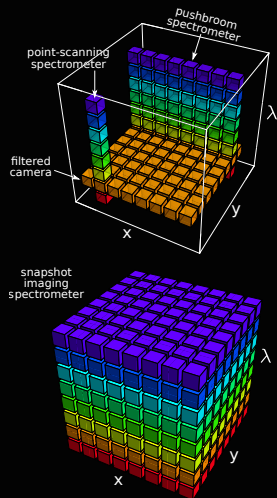 pushbroom
spectrometer
point-scanning
spectrometer
λ
filtered
camera
y
x
snapshot
imaging
spectrometer
λ
y
x